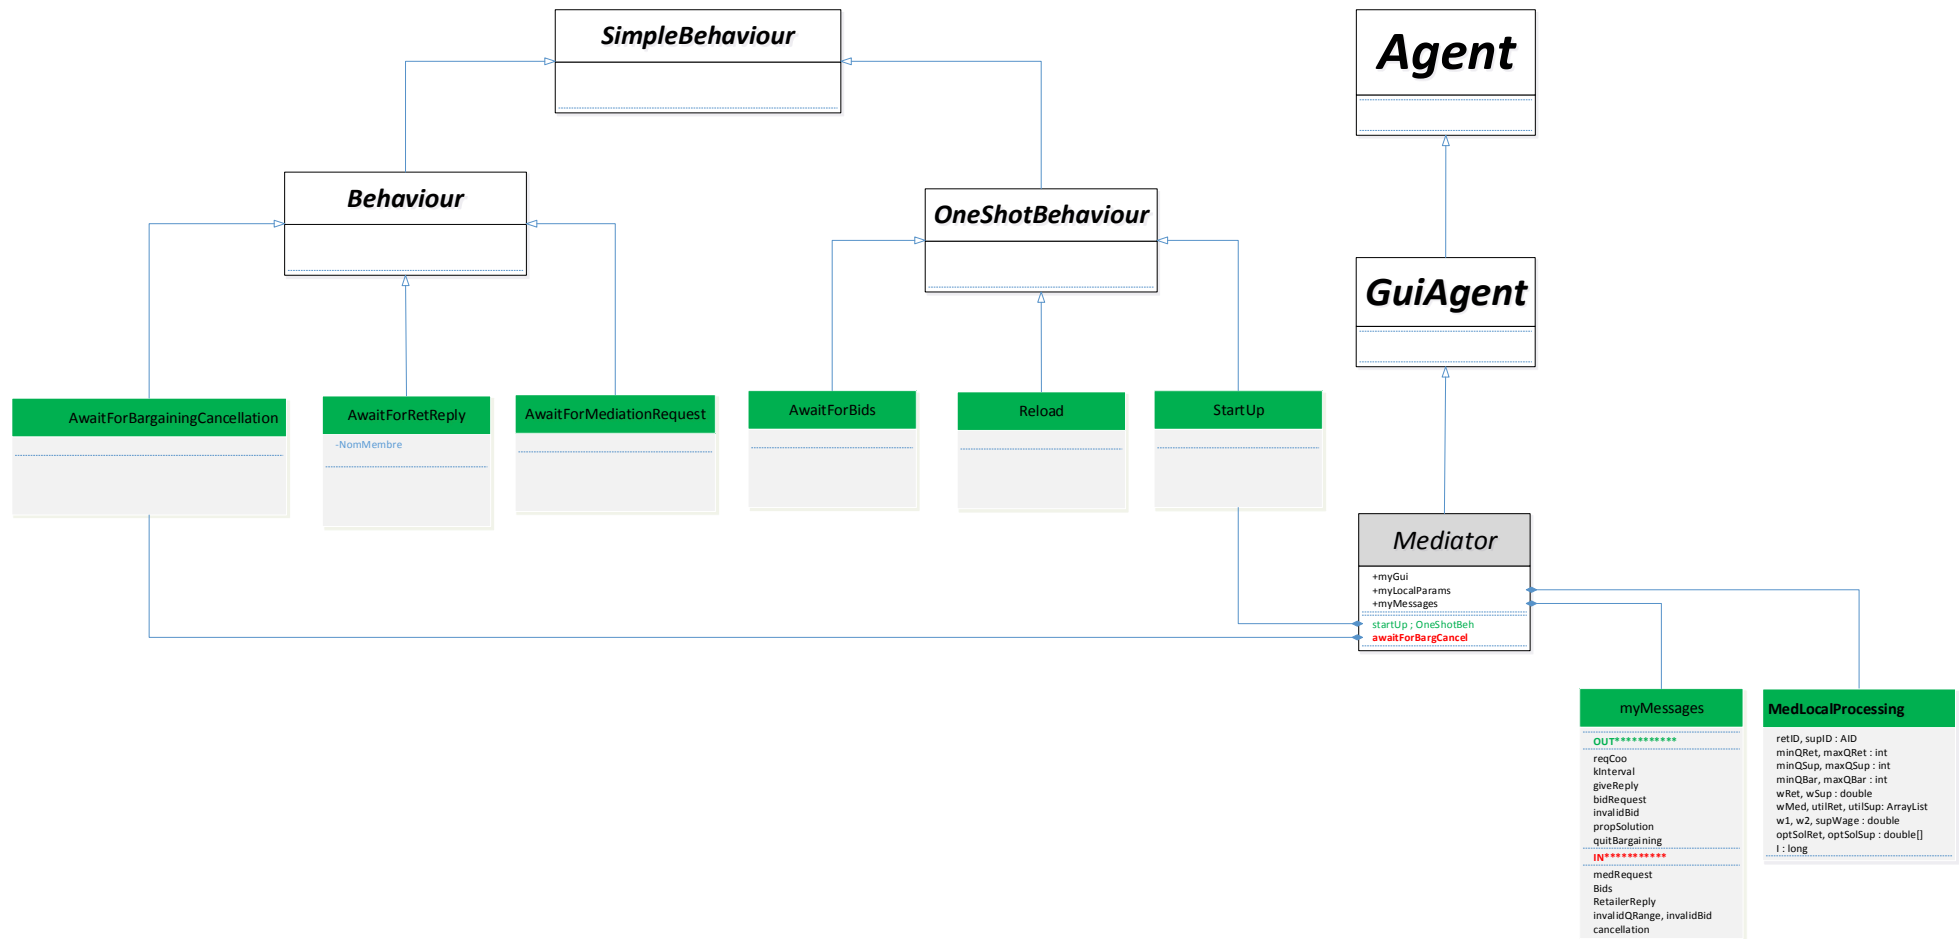 SimpleBehaviour
Agent
Behaviour
OneShotBehaviour
GuiAgent
AwaitForBargainingCancellation
AwaitForRetReply
-NomMembre
AwaitForMediationRequest
AwaitForBids
Reload
StartUp
Mediator
+myGui
+myLocalParams
+myMessages
startUp ; OneShotBeh
awaitForBargCancel
myMessages
OUT***********
reqCoo
kInterval
giveReply
bidRequest
invalidBid
propSolution
quitBargaining
IN***********
medRequest
Bids
RetailerReply
invalidQRange, invalidBid
cancellation
MedLocalProcessing
retID, supID : AID
minQRet, maxQRet : int
minQSup, maxQSup : int
minQBar, maxQBar : int
wRet, wSup : double
wMed, utilRet, utilSup: ArrayList
w1, w2, supWage : double
optSolRet, optSolSup : double[]
I : long